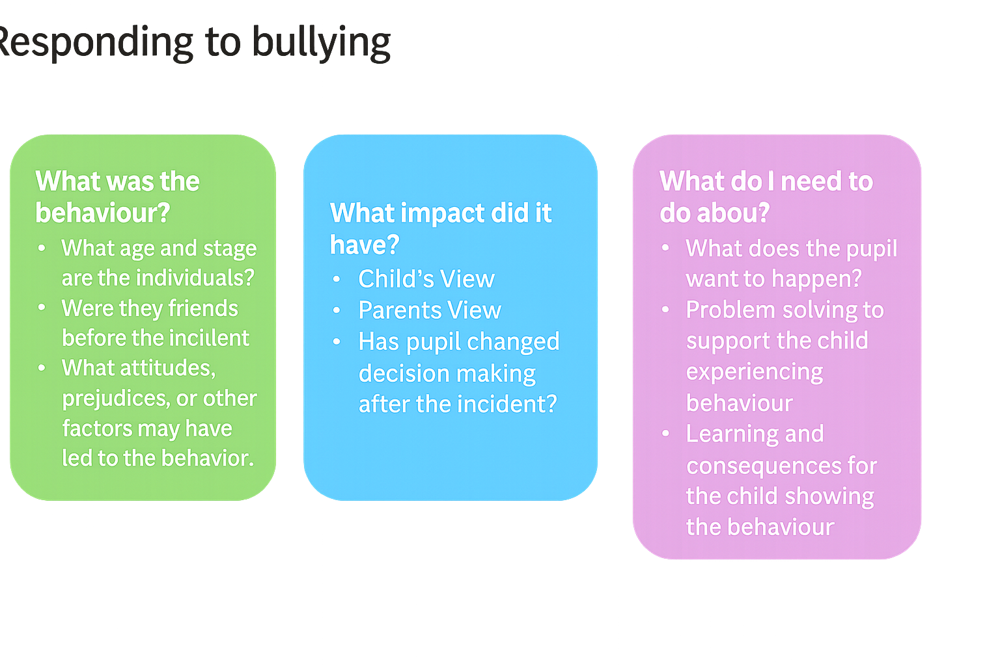 Responding to bullying
What was the
behaviour?
• What age and stage
are the individuals?
• Were they friends
before the incillent
• What attitudes,
prejudices, or other
factors may have
led to the behavior.
What impact did it
have?
• Child’s View
• Parents View
• Has pupil changed
decision making
after the incident?
What do I need to
do abou?
• What does the pupil
want to happen?
• Problem solving to
support the child
experiencing
behaviour
• Learning and
consequences for
the child showing
the behaviour